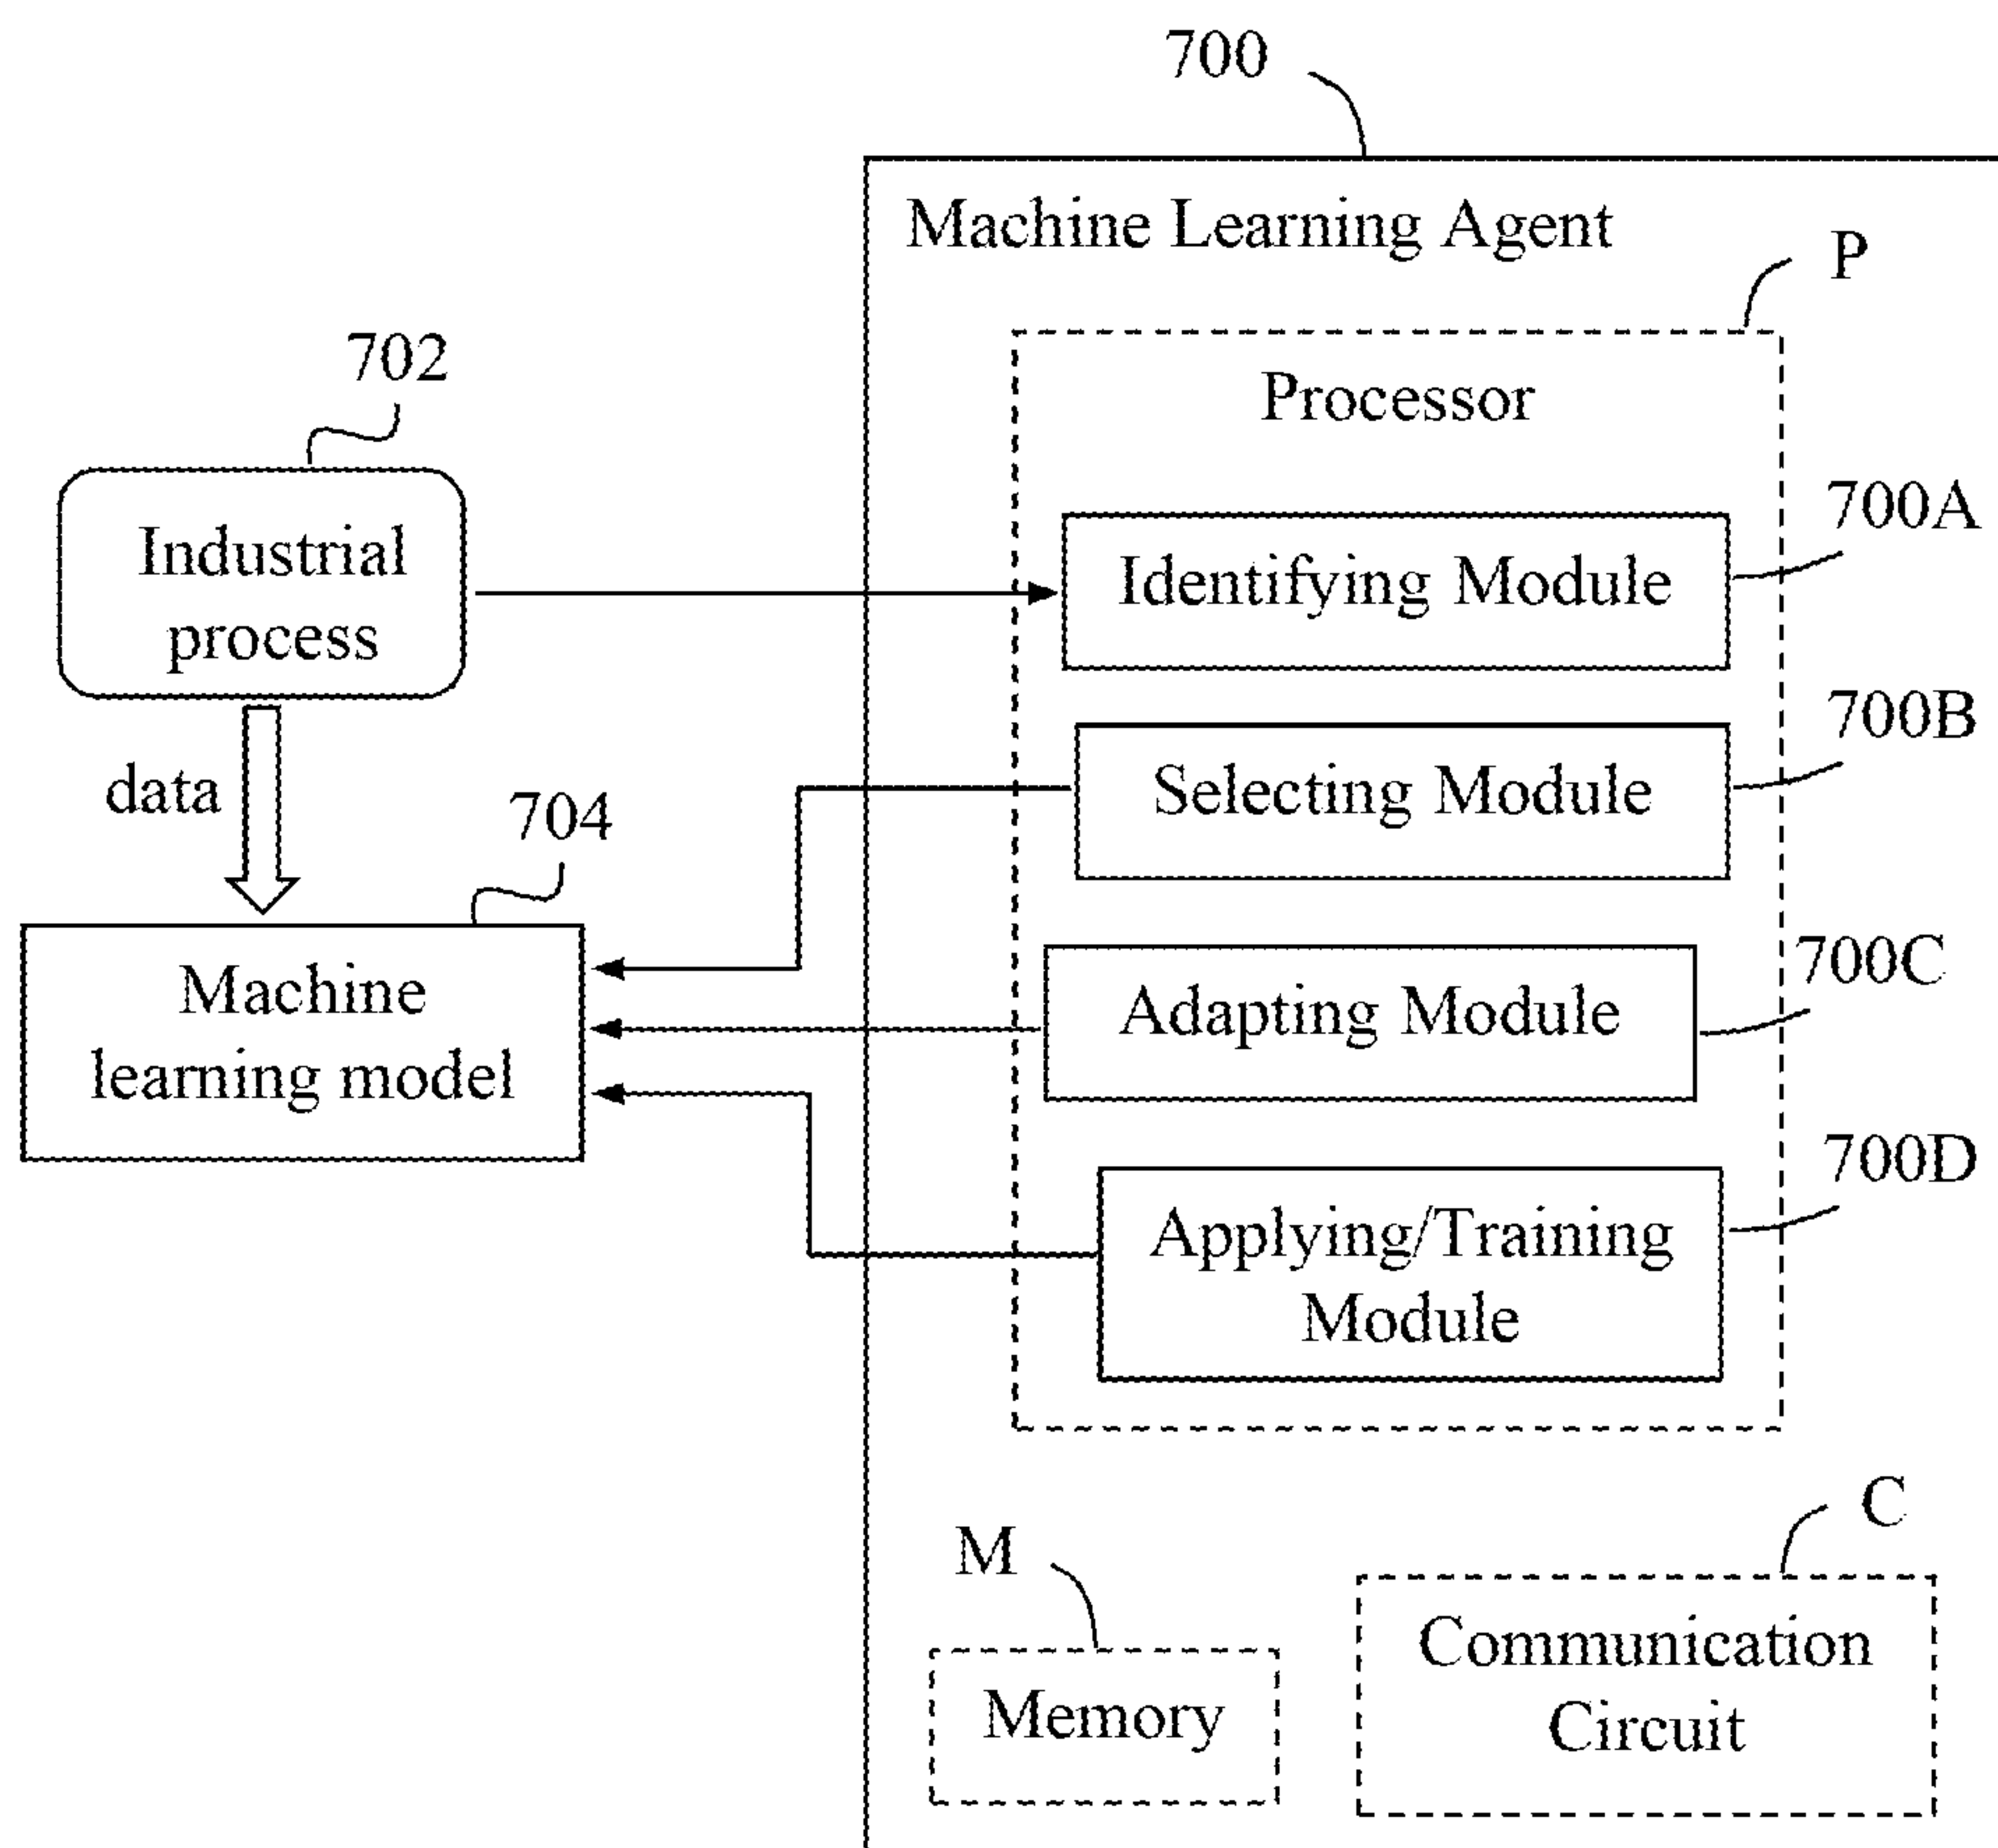 700
Machine Learning Agent
P
702
Processor
Industrial
process
700A
Identifying Module
700B
data
Selecting Module
704
Machine
learning model
700C
Adapting Module
700D
Applying/Training
Module
M
C
Memory
Communication
Circuit